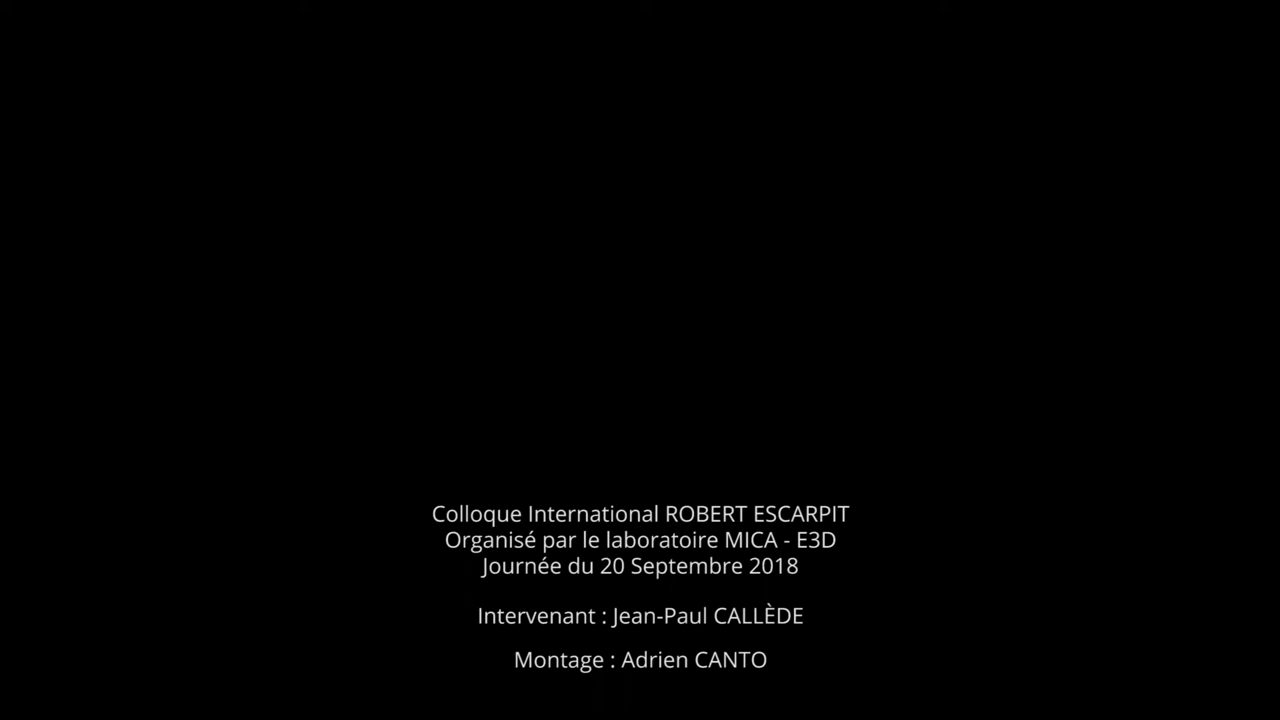 Colloque International ROBERT ESCARPIT
Organisé par le laboratoire MICA - E3D
Journée du 20 Septembre 2018
Intervenant : Jean-Paul CALLÈDE
Montage : Adrien CANTO